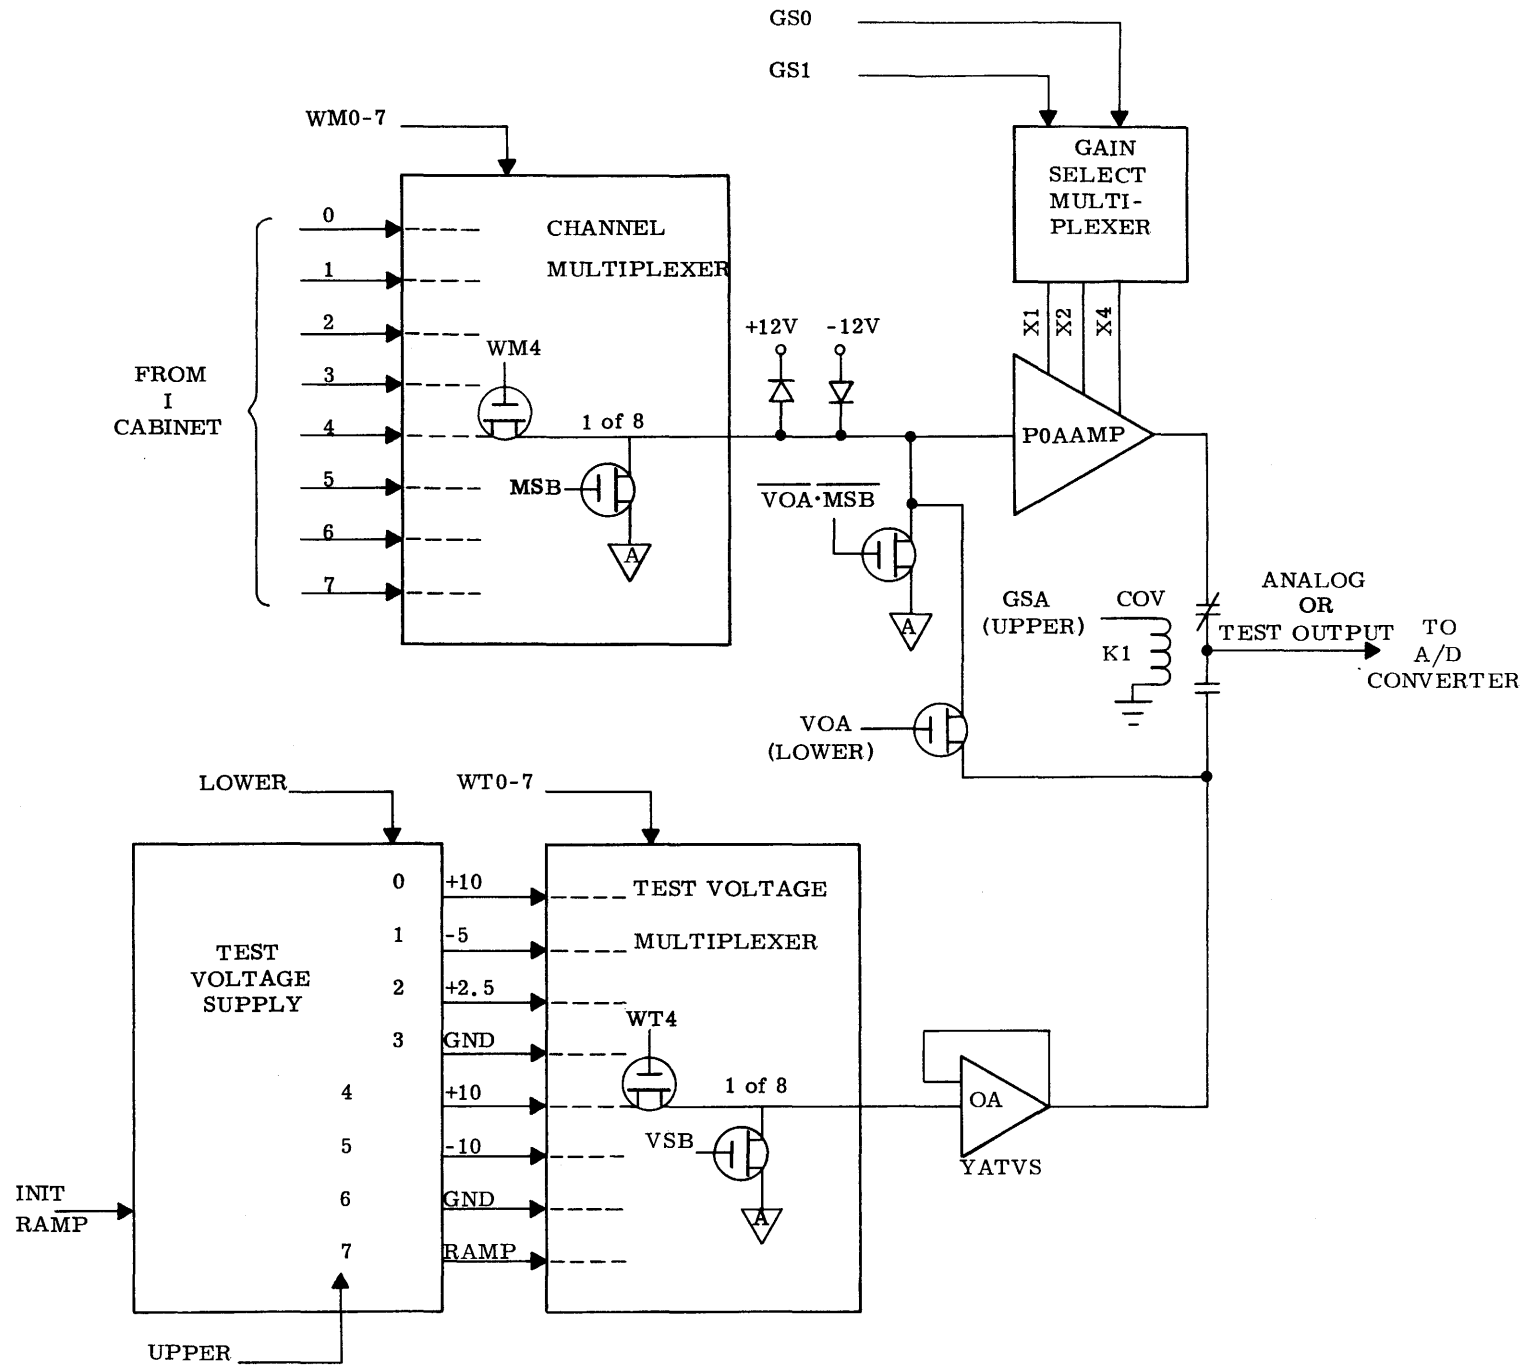 GS0
GS1
WM0-7
GAIN
SELECT
MULTI-
PLEXER
0
1
2
3
4
5
6
7
FROM
I
CABINET
CHANNEL
MULTIPLEXER
WM4
1 of 8
MSB
A
+12V
-12V
X1
X2
X4
P0AAMP
VOA·MSB
A
GSA
(UPPER)
COV
K1
ANALOG
OR
TEST OUTPUT
TO
A/D
CONVERTER
VOA
(LOWER)
LOWER
WT0-7
TEST
VOLTAGE
SUPPLY
0 +10
1 -5
2 +2.5
3 GND
4 +10
5 -10
6 GND
7 RAMP
TEST VOLTAGE
MULTIPLEXER
WT4
1 of 8
VSB
A
OA
YATVS
INIT
RAMP
UPPER